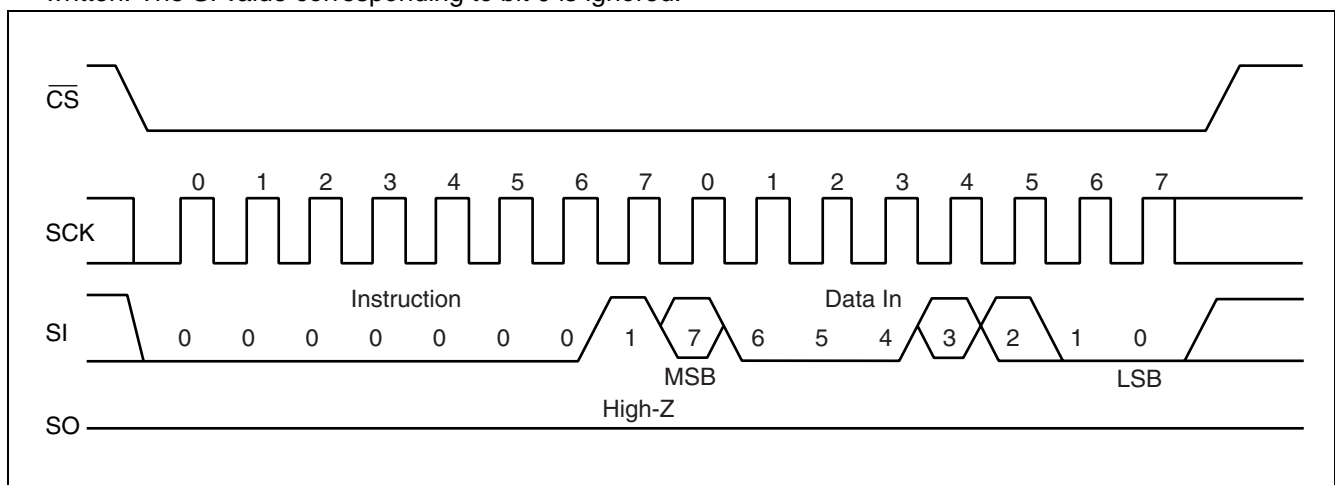 written. The SI value corresponding to bit 0 is ignored.
CS
0 1 2 3 4 5 6 7 0 1 2 3 4 5 6 7
SCK
Instruction Data In
SI 0 0 0 0 0 0 0 1 7 6 5 4 3 2 1 0
MSB LSB
High-Z
SO